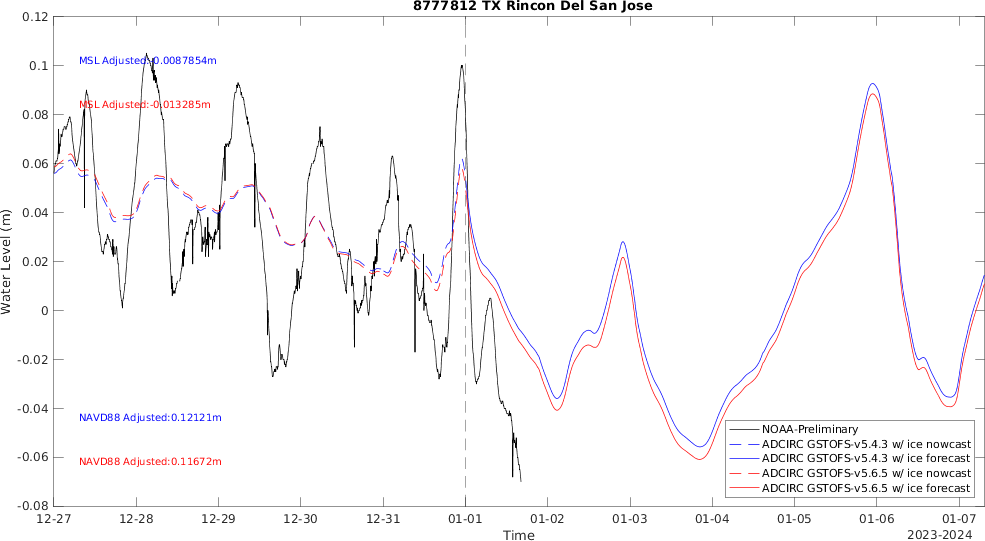 8777812 TX Rincon Del San Jose
0.12
0.1
0.08
0.06
0.04
0.02
0
-0.02
-0.04
-0.06
-0.08
Water Level (m)
MSL Adjusted:-0.0087854m
MSL Adjusted:-0.013285m
NAVD88 Adjusted:0.12121m
NAVD88 Adjusted:0.11672m
NOAA-Preliminary
ADCIRC GSTOFS-v5.4.3 w/ ice nowcast
ADCIRC GSTOFS-v5.4.3 w/ ice forecast
ADCIRC GSTOFS-v5.6.5 w/ ice nowcast
ADCIRC GSTOFS-v5.6.5 w/ ice forecast
12-27 12-28 12-29 12-30 12-31 01-01 01-02 01-03 01-04 01-05 01-06 01-07
Time
2023-2024